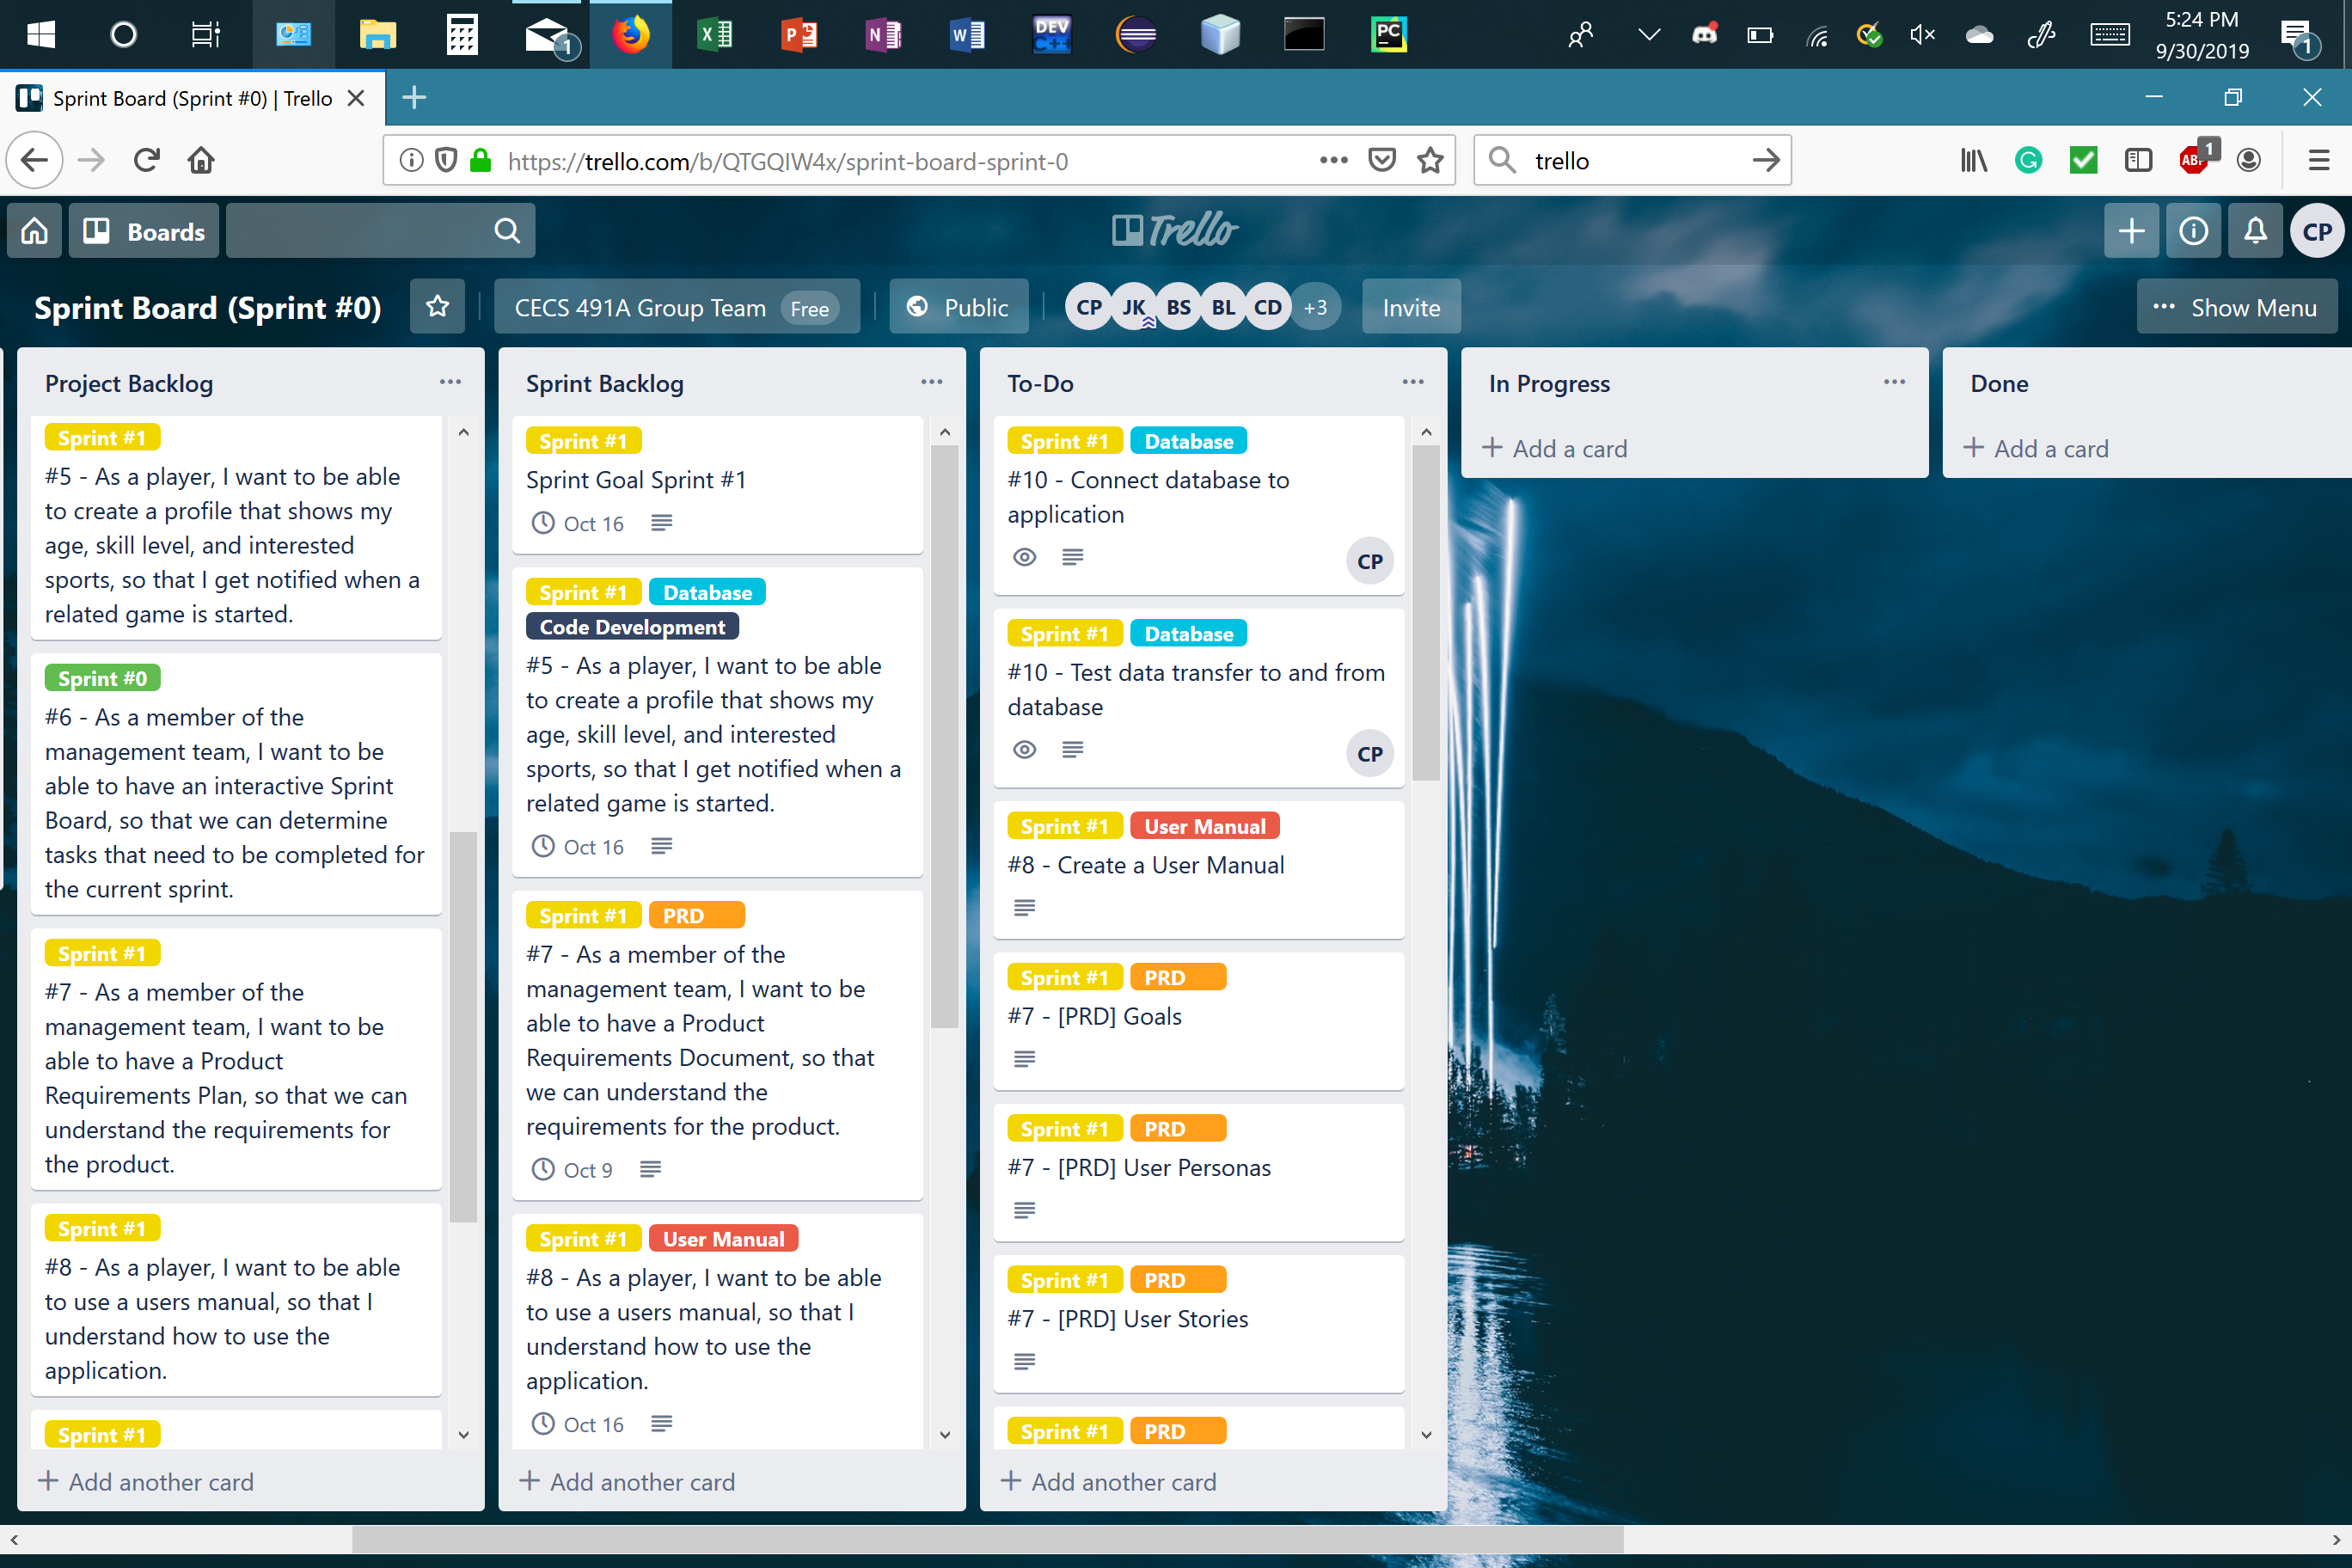 1
DEV
C++
PC
5:24 PM
9/30/2019
1
Sprint Board (Sprint #0) | Trello
https://trello.com/b/QTGQIW4x/sprint-board-sprint-0
trello
ABP
1
Boards
Trello
CP
Sprint Board (Sprint #0)
CECS 491A Group Team
Free
Public
CP
JK
BS
BL
CD
+3
Invite
Show Menu
Project Backlog
Sprint #1
#5 - As a player, I want to be able
to create a profile that shows my
age, skill level, and interested
sports, so that I get notified when a
related game is started.
Sprint #0
#6 - As a member of the
management team, I want to be
able to have an interactive Sprint
Board, so that we can determine
tasks that need to be completed for
the current sprint.
Sprint #1
#7 - As a member of the
management team, I want to be
able to have a Product
Requirements Plan, so that we can
understand the requirements for
the product.
Sprint #1
#8 - As a player, I want to be able
to use a users manual, so that I
understand how to use the
application.
Sprint #1
+ Add another card
Sprint Backlog
Sprint #1
Sprint Goal Sprint #1
Oct 16
Sprint #1 Database
Code Development
#5 - As a player, I want to be able
to create a profile that shows my
age, skill level, and interested
sports, so that I get notified when a
related game is started.
Oct 16
Sprint #1 PRD
#7 - As a member of the
management team, I want to be
able to have a Product
Requirements Document, so that
we can understand the
requirements for the product.
Oct 9
Sprint #1 User Manual
#8 - As a player, I want to be able
to use a users manual, so that I
understand how to use the
application.
Oct 16
+ Add another card
To-Do
Sprint #1 Database
#10 - Connect database to
application
CP
Sprint #1 Database
#10 - Test data transfer to and from
database
CP
Sprint #1 User Manual
#8 - Create a User Manual
Sprint #1 PRD
#7 - [PRD] Goals
Sprint #1 PRD
#7 - [PRD] User Personas
Sprint #1 PRD
#7 - [PRD] User Stories
Sprint #1 PRD
+ Add another card
In Progress
+ Add a card
Done
+ Add a card